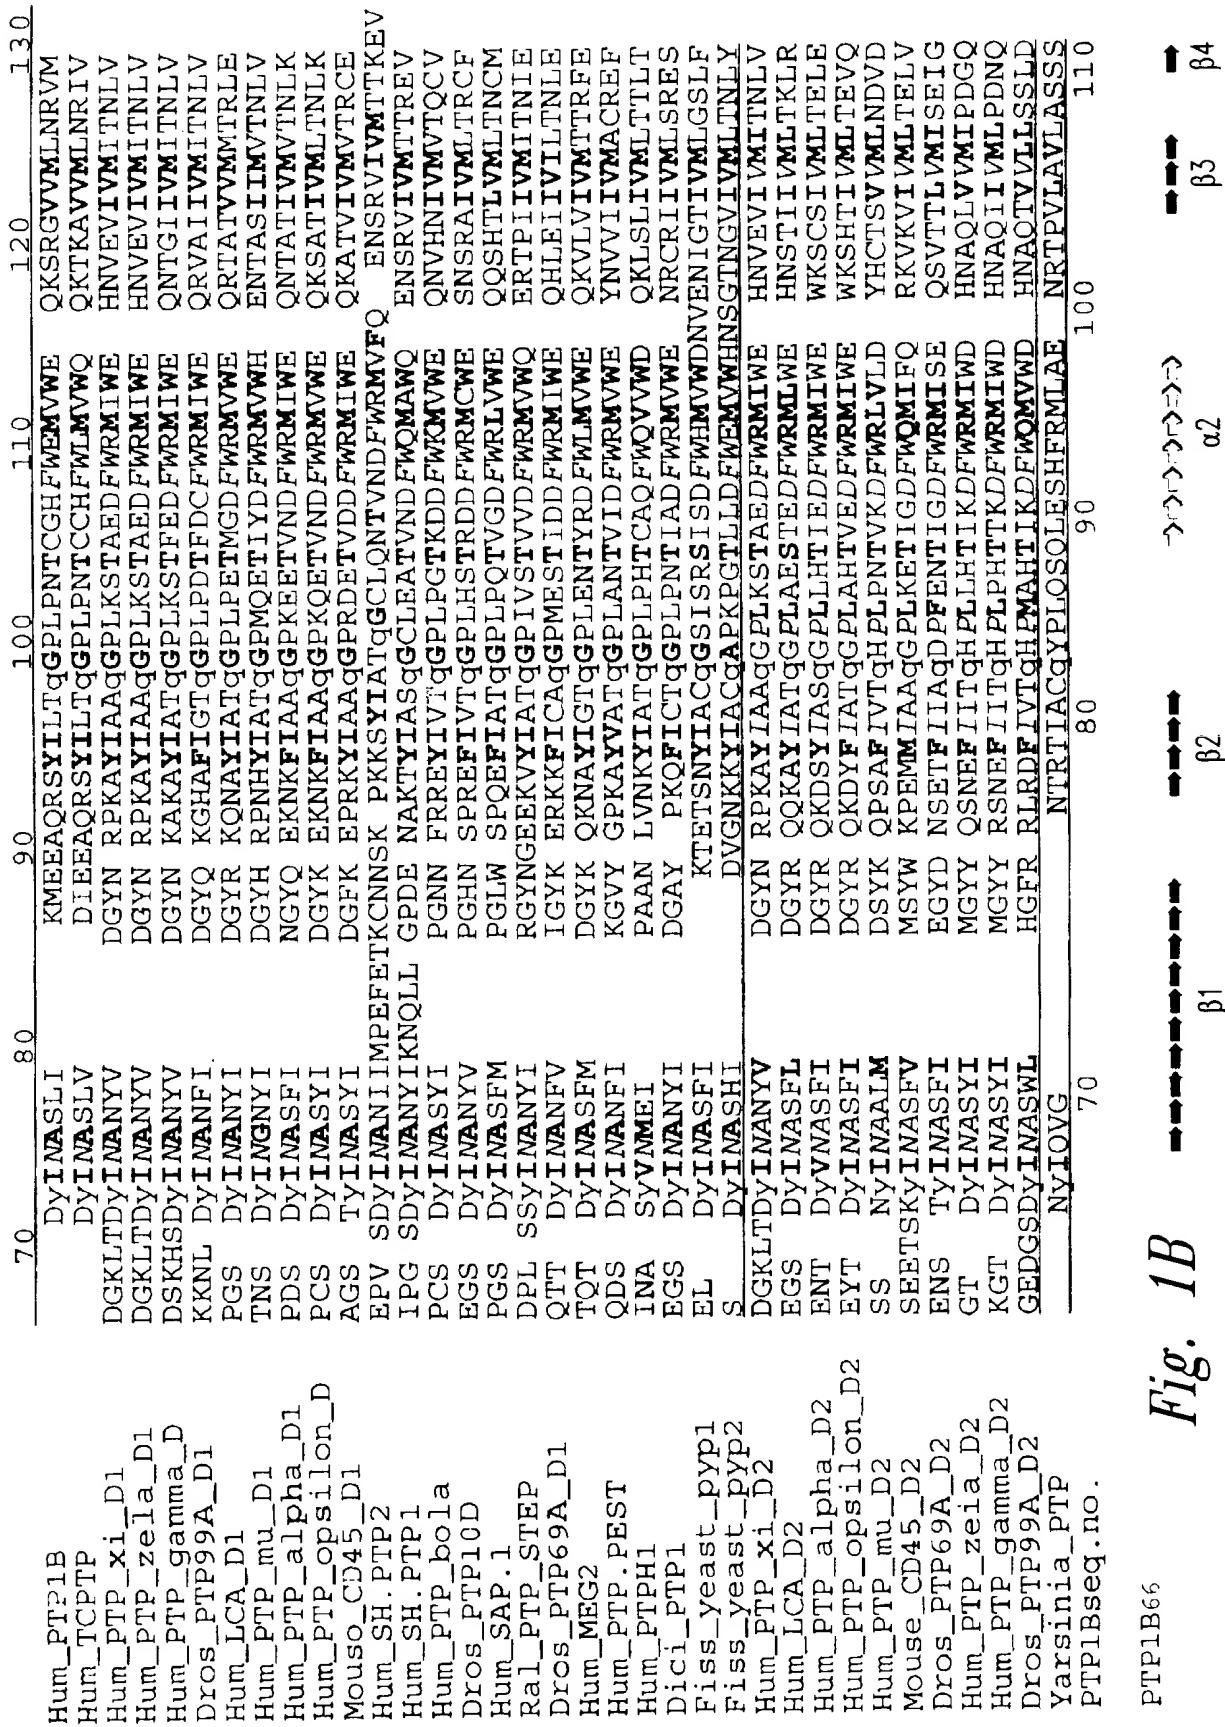 70 80 90 100 110 120 130
Hum_PTP1B DyINASLI KMEEAQRSYILTqGPLPNTCGHFWEMVWE QKSRGVVMLNRVM
Hum_TCPTP DyINASLV DIEEAQRSYILTqGPLPNTCCHFWLMVWQ QKTKAVVMLNRIV
Hum_PTP_xi_D1 DGKLTDyINANYV DGYN RPKAYIAAqGPLKSTAEDFWRMIWE HNVEVIVMITNLV
Hum_PTP_zela_D1 DGKLTDyINANYV DGYN RPKAYIAAqGPLKSTAEDFWRMIWE HNVEVIVMITNLV
Hum_PTP_gamma_D DSKHSDyINANYV DGYN KAKAYIATqGPLKSTFEDFWRMIWE QNTGIIVMITNLV
Dros_PTP99A_D1 KKNL DyINANFI DGYQ KGHAFIGTqGPLPDTFDCFWRMIWE QRVAIIVMITNLV
Hum_LCA_D1 PGS DyINANYI DGYR KQNAYIATqGPLPETMGDFWRMVWE QRTATVVMMTRLE
Hum_PTP_mu_D1 TNS DyINGNYI DGYH RPNHYIATqGPMQETIYDFWRMVWH ENTASIIMVTNLV
Hum_PTP_alpha_D1 PDS DyINASFI NGYQ EKNKFIAAqGPKEETVNDFWRMIWE QNTATIVMVTNLK
Hum_PTP_opsilon_D PCS DyINASYI DGYK EKNKFIAAqGPKQETVNDFWRMVWE QKSATIVMLTNLK
Mouso_CD45_D1 AGS TyINASYI DGFK EPRKYIAAqGPRDETVDDFWRMIWE QKATVIVMVTRCE
Hum_SH.PTP2 EPV SDyINANIIMPEFETKCNNSK PKKSYIATqGCLQNTVNDFWRMVFQ ENSRVIVMTTKEV
Hum_SH.PTP1 IPG SDyINANYIKNQLL GPDE NAKTYIASqGCLEATVNDFWQMAWQ ENSRVIVMTTREV
Hum_PTP_bola PCS DyINASYI PGNN FRREYIVTqGPLPGTKDDFWKMVWE QNVHNIVMVTQCV
Dros_PTP10D EGS DyINANYV PGHN SPREFIVTqGPLHSTRDDFWRMCWE SNSRAIVMLTRCF
Hum_SAP.1 PGS DyINASFM PGLW SPQEFIATqGPLPQTVGDFWRLVWE QQSHTLVMLTNCM
Ral_PTP_STEP DPL SSyINANYI RGYNGEEKVYIATqGPIVSTVVDFWRMVWQ ERTPIIVMITNIE
Dros_PTP69A_D1 QTT DyINANFV IGYK ERKKFICAqGPMESTIDDFWRMIWE QHLEIIVILTNLE
Hum_MEG2 TQT DyINASFM DGYK QKNAYIGTqGPLENTYRDFWLMVWE QKVLVIVMTTRFE
Hum_PTP.PEST QDS DyINANFI KGVY GPKAYVATqGPLANTVIDFWRMVWE YNVVIIVMACREF
Hum_PTPH1 INA SyVNMEI PAAN LVNKYIATqGPLPHTCAQFWQVVWD QKLSLIVMLTTLT
Dici_PTP1 EGS DyINANYI DGAY PKQFICTqGPLPNTIADFWRMVWE NRCRIIVMLSRES
Fiss_yeast_pyp1 EL DyINASFI KTETSNYIACqGSISRSISDFWHMVWDNVENIGTIVMLGSLF
Fiss_yeast_pyp2 S DyINASHI DVGNKKYIACqAPKPGTLLDFWEMVWHNSGTNGVIVMLTNLY
Hum_PTP_xi_D2 DGKLTDyINANYV DGYN RPKAYIAAqGPLKSTAEDFWRMIWE HNVEVIVMITNLV
Hum_LCA_D2 EGS DyINASFL DGYR QQKAYIATqGPLAESTEDFWRMLWE HNSTIIVMLTKLR
Hum_PTP_alpha_D2 ENT DyVNASFI DGYR QKDSYIASqGPLLHTIEDFWRMIWE WKSCSIVMLTELE
Hum_PTP_opsilon_D2 EYT DyINASFI DGYR QKDYFIATqGPLAHTVEDFWRMIWE WKSHTIVMLTEVQ
Hum_PTP_mu_D2 SS NyINAALM DSYK QPSAFIVTqHPLPNTVKDFWRLVLD YHCTSVVMLNDVD
Mouse_CD45_D2 SEETSKyINASFV MSYW KPEMMIAAqGPLKETIGDFWQMIFQ RKVKVIVMLTELV
Dros_PTP69A_D2 ENS TyINASFI EGYD NSETFIIAqDPFENTIGDFWRMISE QSVTTLVMISEIG
Hum_PTP_zeia_D2 GT DyINASYI MGYY QSNEFIITqHPLLHTIKDFWRMIWD HNAQLVVMIPDGQ
Hum_PTP_gamma_D2 KGT DyINASYI MGYY RSNEFIITqHPLPHTTKDFWRMIWD HNAQIIVMLPDNQ
Dros_PTP99A_D2 GEDGSDyINASWL HGFR RLRDFIVTqHPMAHTIKDFWQMVWD HNAQTVVLLSSLD
Yarsinia_PTP NyIQVG NTRTIACqYPLQSQLESHFRMLAE NRTPVLAVLASSS
PTP1Bseq.no. 70 80 90 100 110
PTP1B66
β1 β2 α2 β3 β4
Fig. 1B